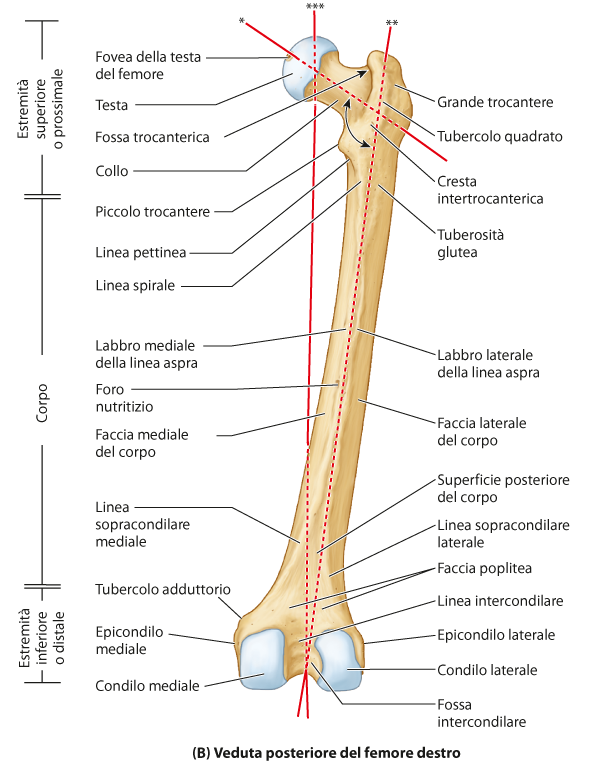 *
***
**
Estremità
superiore
o prossimale
Corpo
Estremità
inferiore
o distale
Fovea della testa
del femore
Testa
Fossa trocanterica
Collo
Piccolo trocantere
Linea pettinea
Linea spirale
Labbro mediale
della linea aspra
Foro
nutritizio
Faccia mediale
del corpo
Linea
sopracondilare
mediale
Tubercolo adduttorio
Epicondilo
mediale
Condilo mediale
Grande trocantere
Tubercolo quadrato
Cresta
intertrocanterica
Tuberosità
glutea
Labbro laterale
della linea aspra
Faccia laterale
del corpo
Superficie posteriore
del corpo
Linea sopracondilare
laterale
Faccia poplitea
Linea intercondilare
Epicondilo laterale
Condilo laterale
Fossa
intercondilare
(B) Veduta posteriore del femore destro